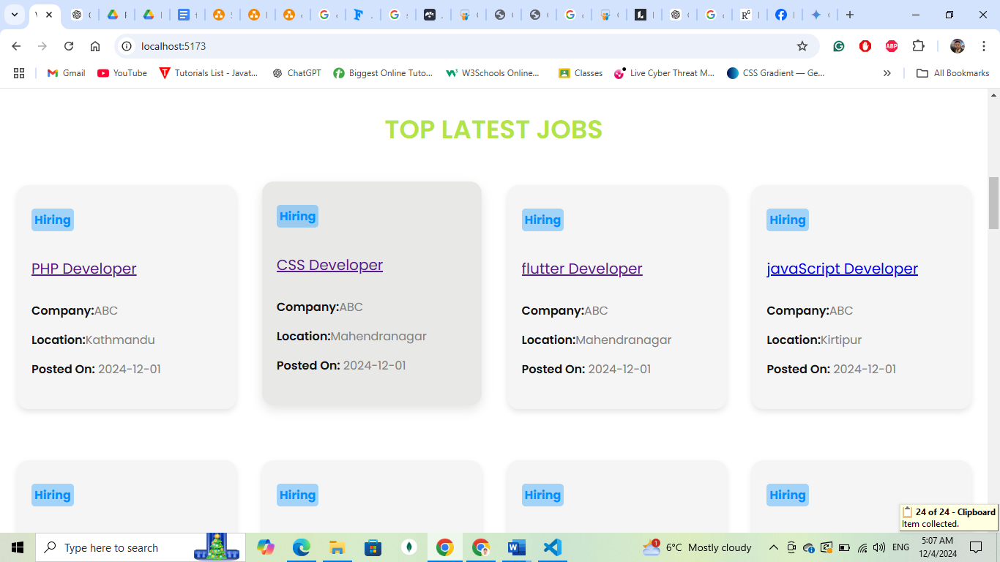 localhost:5173
Gmail
YouTube
Tutorials List - Javat...
ChatGPT
Biggest Online Tuto...
W3Schools Online...
Classes
Live Cyber Threat M...
CSS Gradient — Ge...
All Bookmarks
TOP LATEST JOBS
Hiring
PHP Developer
Company:ABC
Location:Kathmandu
Posted On: 2024-12-01
Hiring
CSS Developer
Company:ABC
Location:Mahendranagar
Posted On: 2024-12-01
Hiring
flutter Developer
Company:ABC
Location:Mahendranagar
Posted On: 2024-12-01
Hiring
javaScript Developer
Company:ABC
Location:Kirtipur
Posted On: 2024-12-01
Hiring
Hiring
Hiring
Hiring
24 of 24 - Clipboard
Item collected.
Type here to search
6°C Mostly cloudy
ENG
5:07 AM
12/4/2024